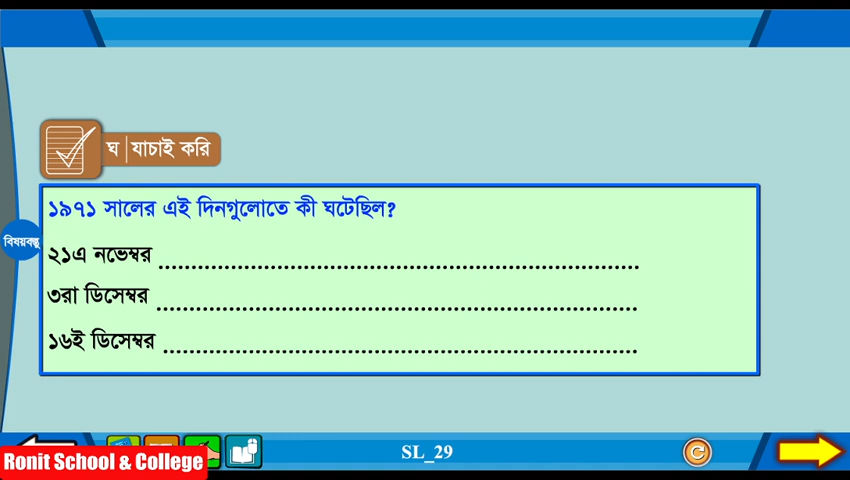 ঘ | যাচাই করি
১৯৭১ সালের এই দিনগুলোতে কী ঘটেছিল?
বিষয়বস্তু
২১এ নভেম্বর ........................................................................
৩রা ডিসেম্বর ........................................................................
১৬ই ডিসেম্বর ........................................................................
SL_29
Ronit School & College